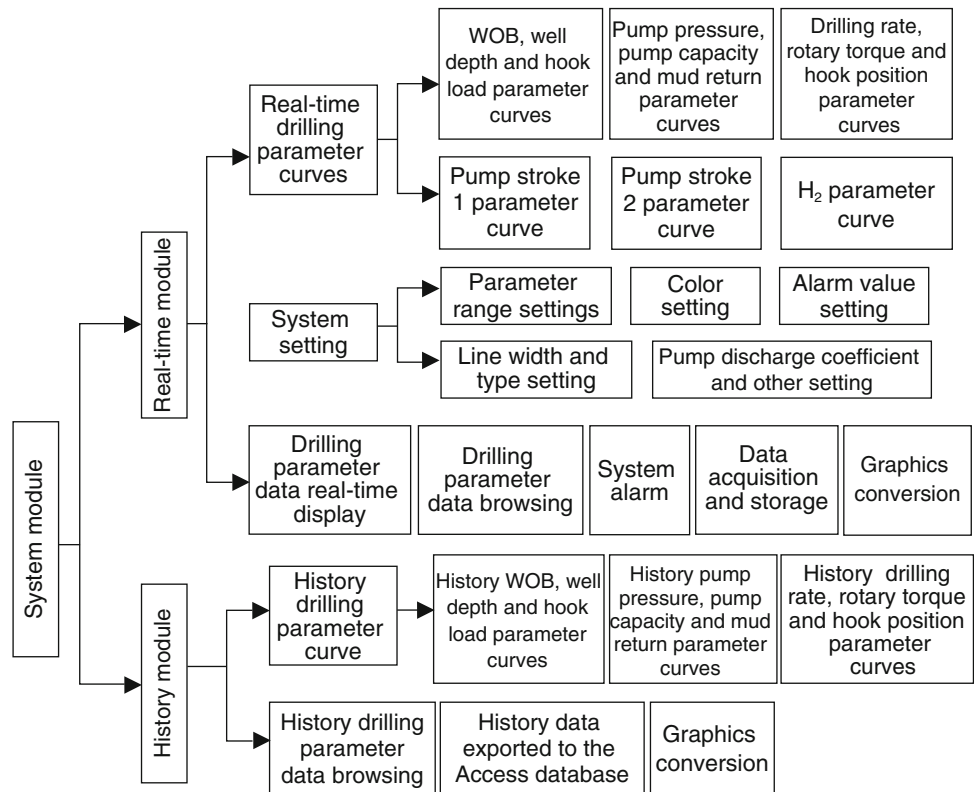 System module
Real-time module
History module
Real-time
drilling
parameter
curves
WOB, well
depth and hook
load parameter
curves
Pump pressure,
pump capacity
and mud return
parameter
curves
Drilling rate,
rotary torque and
hook position
parameter
curves
Pump stroke
1 parameter
curve
Pump stroke
2 parameter
curve
H₂ parameter
curve
System
setting
Parameter
range settings
Color
setting
Alarm value
setting
Line width and
type setting
Pump discharge coefficient
and other setting
Drilling
parameter
data real-time
display
Drilling
parameter
data browsing
System
alarm
Data
acquisition
and storage
Graphics
conversion
History
drilling
parameter
curve
History WOB, well
depth and hook
load parameter
curves
History pump
pressure, pump
capacity and mud
return parameter
curves
History drilling
rate, rotary torque
and hook position
parameter
curves
History drilling
parameter
data browsing
History data
exported to the
Access database
Graphics
conversion